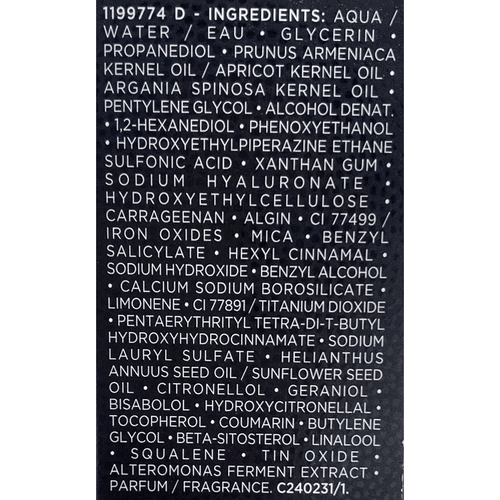 1199774 D - INGREDIENTS: AQUA /
WATER / EAU • GLYCERIN •
PROPANEDIOL • PRUNUS ARMENIACA
KERNEL OIL / APRICOT KERNEL OIL •
ARGANIA SPINOSA KERNEL OIL •
PENTYLENE GLYCOL • ALCOHOL DENAT.
• 1,2-HEXANEDIOL • PHENOXYETHANOL
• HYDROXYETHYLPIPERAZINE ETHANE
SULFONIC ACID • XANTHAN GUM •
SODIUM HYALURONATE •
HYDROXYETHYLCELLULOSE •
CARRAGEENAN • ALGIN • CI 77499 /
IRON OXIDES • MICA • BENZYL
SALICYLATE • HEXYL CINNAMAL •
SODIUM HYDROXIDE • BENZYL ALCOHOL
• CALCIUM SODIUM BOROSILICATE •
LIMONENE • CI 77891 / TITANIUM DIOXIDE
• PENTAERYTHRITYL TETRA-DI-T-BUTYL
HYDROXYHYDROCINNAMATE • SODIUM
LAURYL SULFATE • HELIANTHUS
ANNUUS SEED OIL / SUNFLOWER SEED
OIL • CITRONELLOL • GERANIOL •
BISABOLOL • HYDROXYCITRONELLAL •
TOCOPHEROL • COUMARIN • BUTYLENE
GLYCOL • BETA-SITOSTEROL • LINALOOL
• SQUALENE • TIN OXIDE •
ALTEROMONAS FERMENT EXTRACT •
PARFUM / FRAGRANCE. C240231/1.